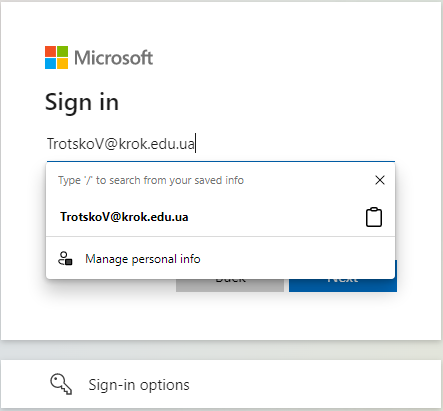 Microsoft
Sign in
TrotskoV@krok.edu.ua
Type '/' to search from your saved info
TrotskoV@krok.edu.ua
Manage personal info
Back
Next
Sign-in options